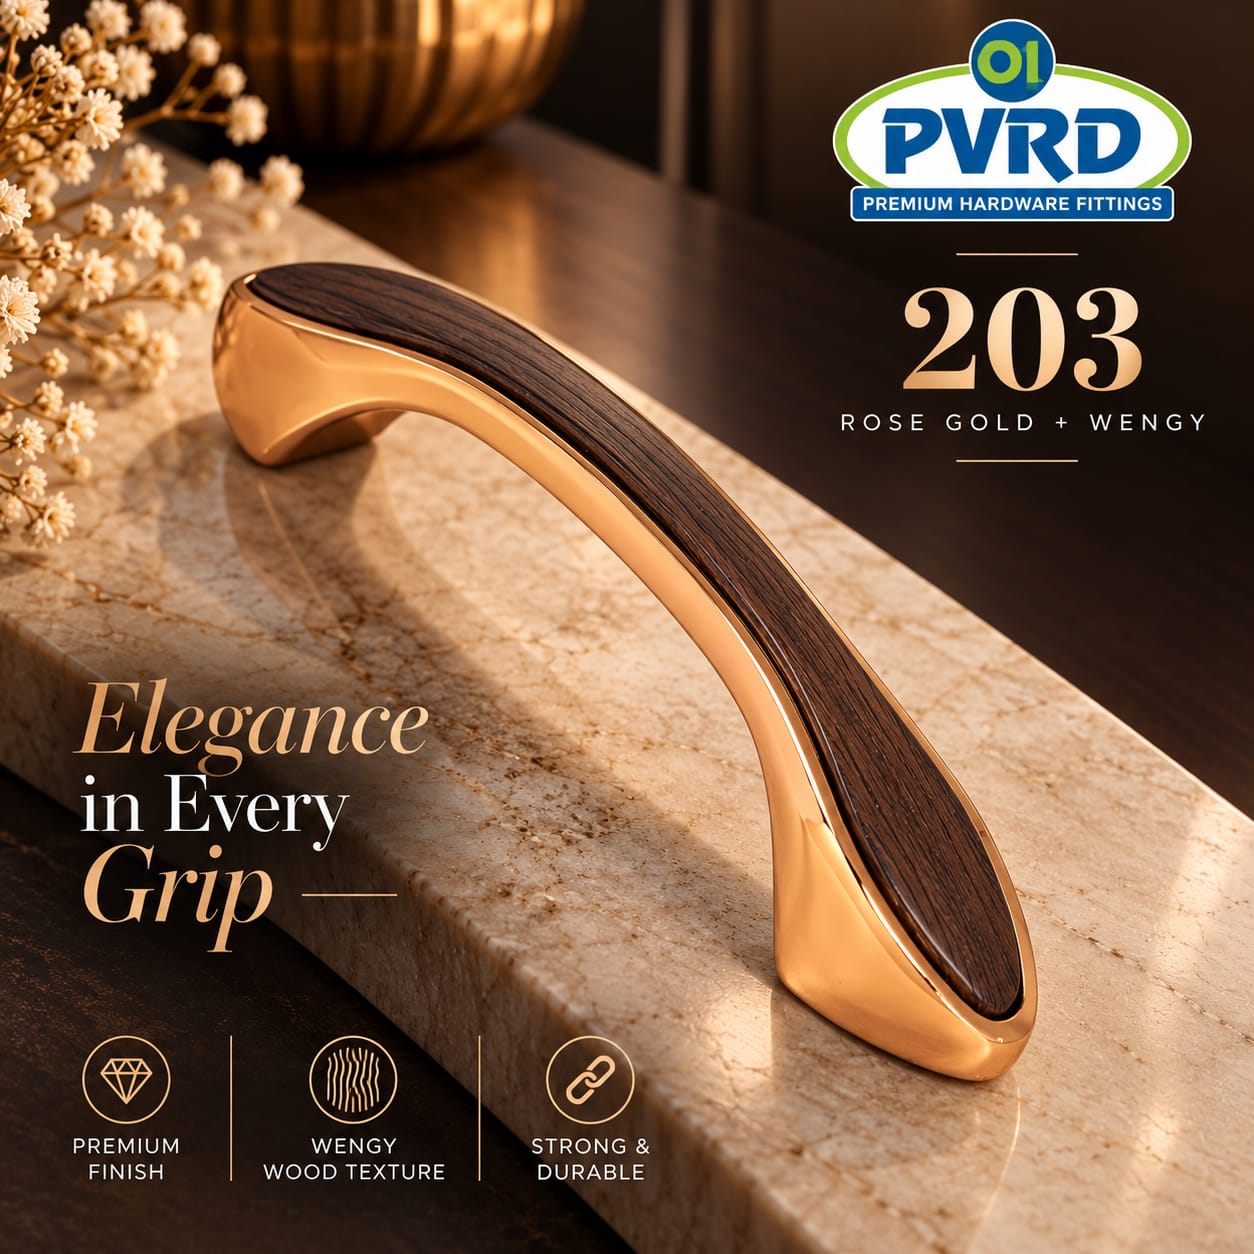 OI
PVRD
PREMIUM HARDWARE FITTINGS
203
ROSE GOLD + WENGY
Elegance
in Every
Grip
PREMIUM
FINISH
WENGY
WOOD TEXTURE
STRONG &
DURABLE